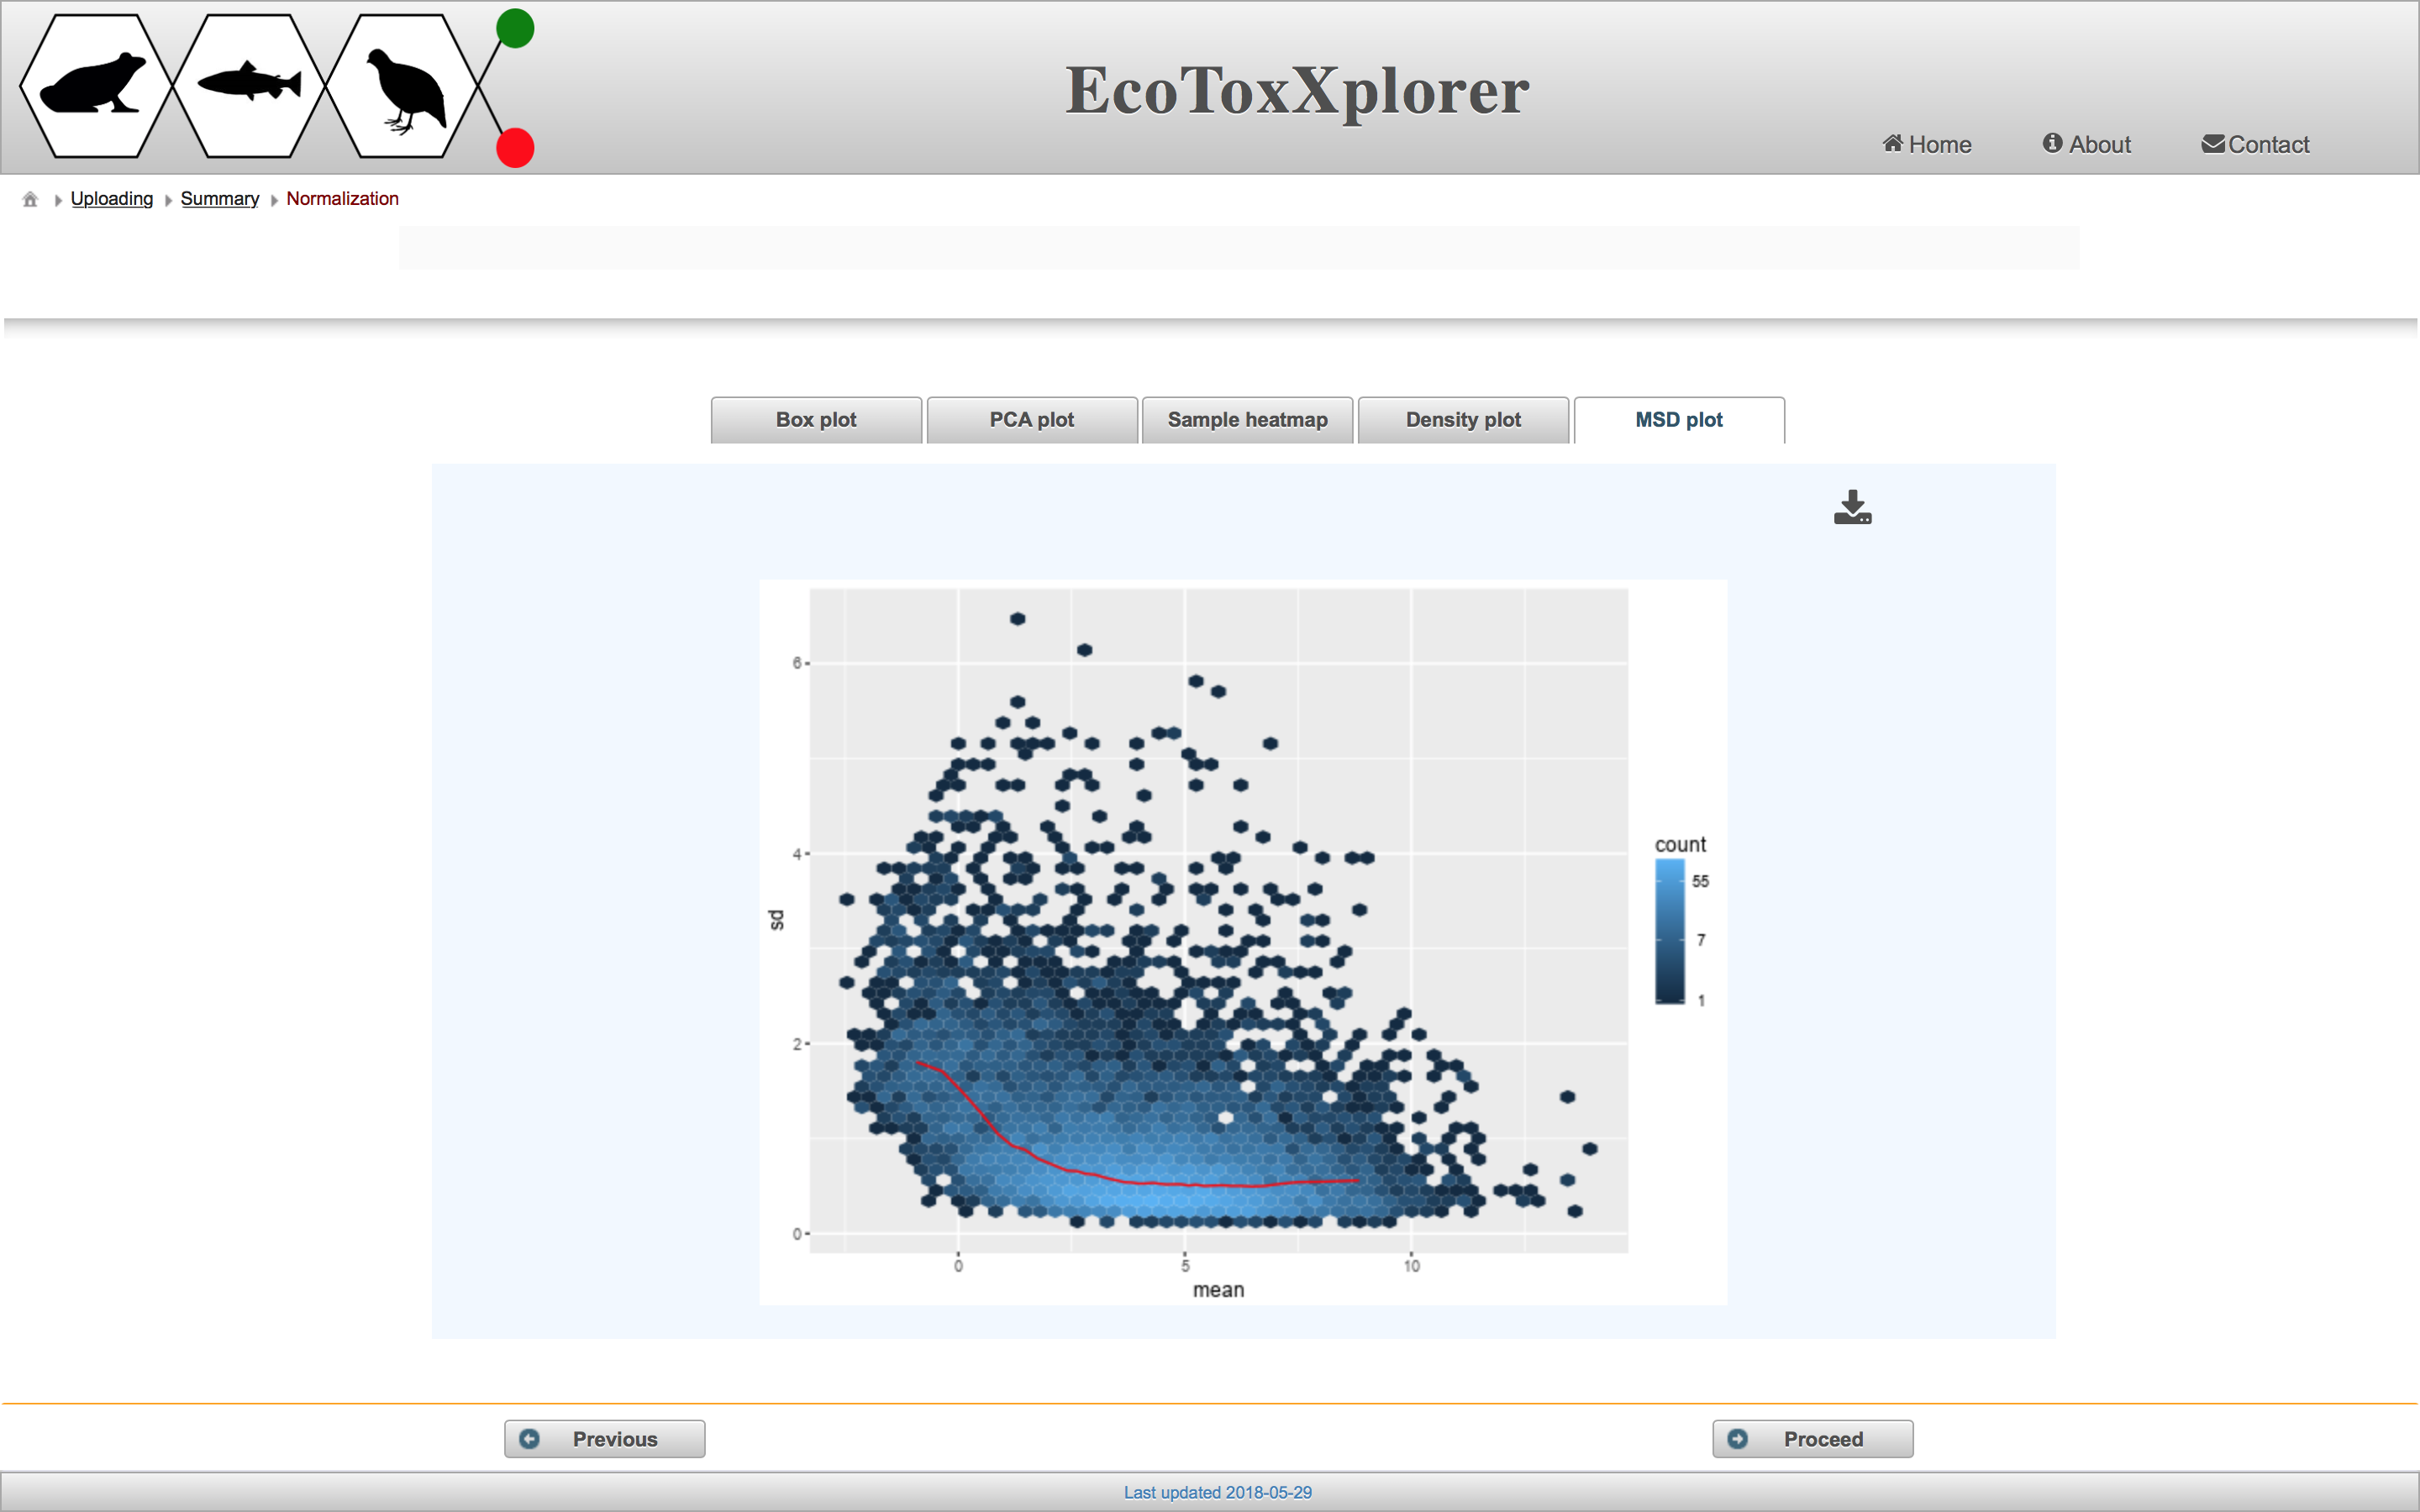 EcoToxXplorer
Home About Contact
Uploading Summary Normalization
Box plot PCA plot Sample heatmap Density plot MSD plot
6
4
2
0
sd
0 5 10
mean
count
55
7
1
Previous Proceed
Last updated 2018-05-29